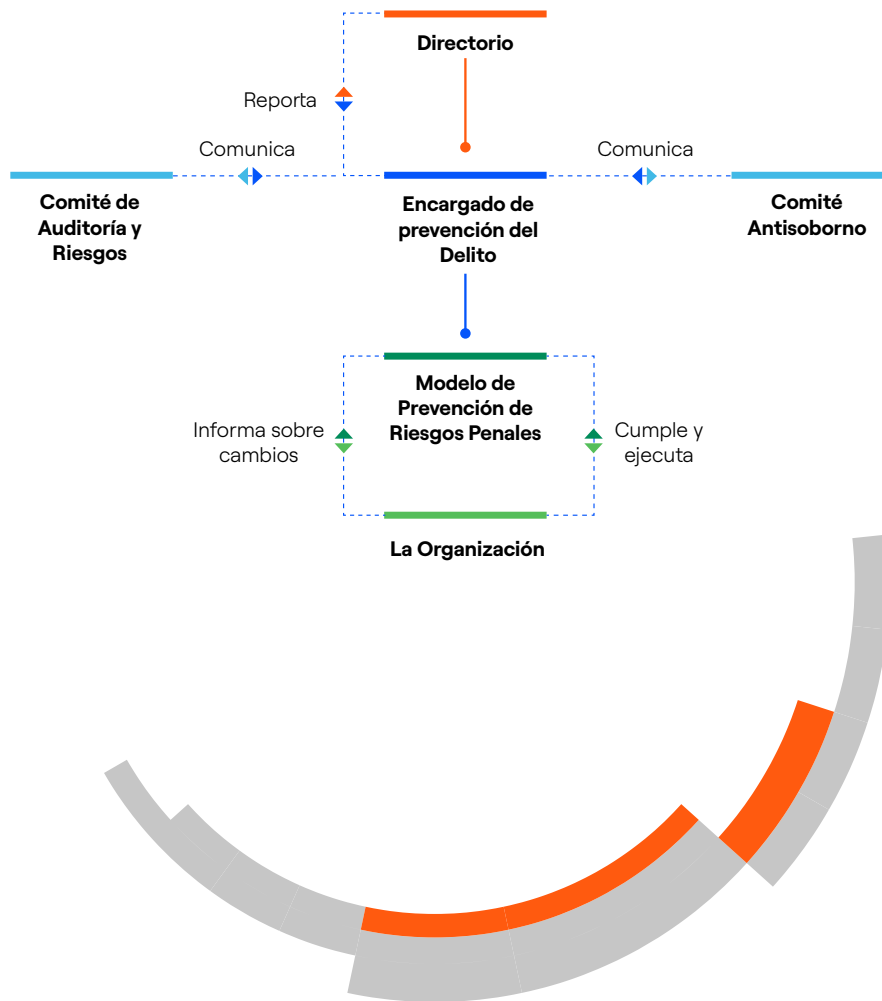 Directorio
Reporta
Comunica
Comunica
Comité de
Auditoría y
Riesgos
Encargado de
prevención del
Delito
Comité
Antisoborno
Modelo de
Prevención de
Riesgos Penales
Informa sobre
cambios
Cumple y
ejecuta
La Organización